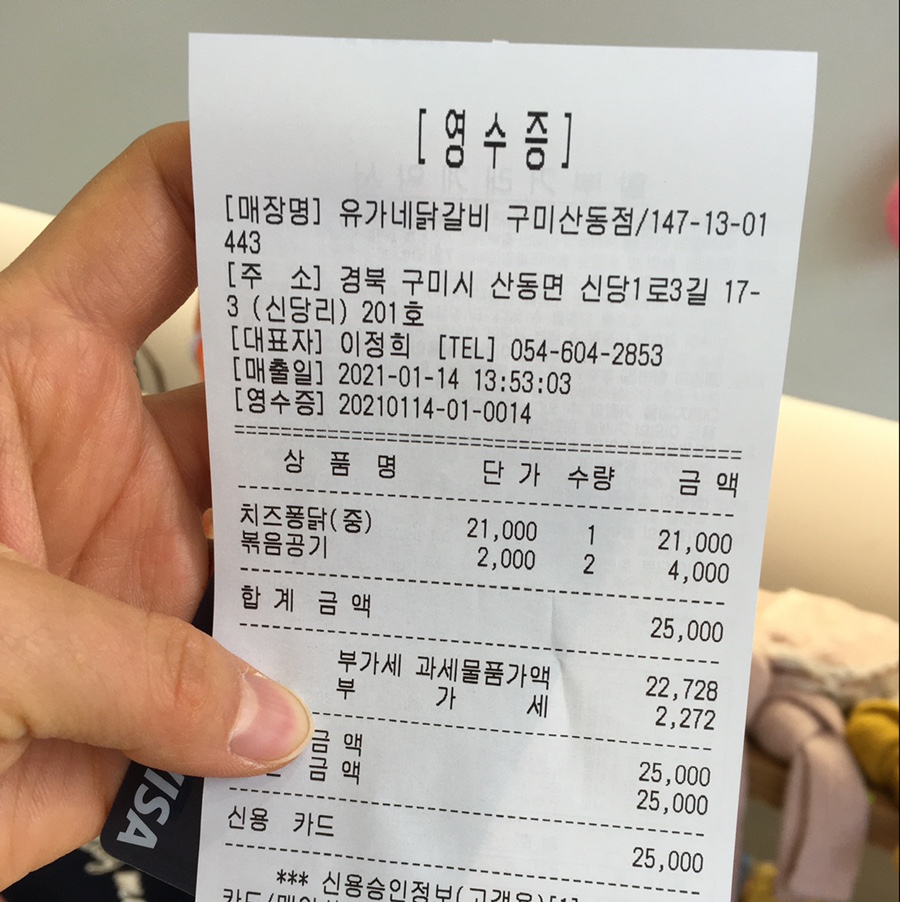 [영수증]
[매장명] 유가네닭갈비 구미산동점/147-13-01
443
[주 소] 경북 구미시 산동면 신당1로3길 17-
3 (신당리) 201호
[대표자] 이정희 [TEL] 054-604-2853
[매출일] 2021-01-14 13:53:03
[영수증] 20210114-01-0014
상 품 명 단 가 수량 금 액
치즈퐁닭(중) 21,000 1 21,000
볶음공기 2,000 2 4,000
합 계 금 액 25,000
부가세 과세물품가액 22,728
부 가 세 2,272
금 액 25,000
금 액 25,000
신용 카드 25,000
*** 신용승인정보(고객용)[1]
VISA